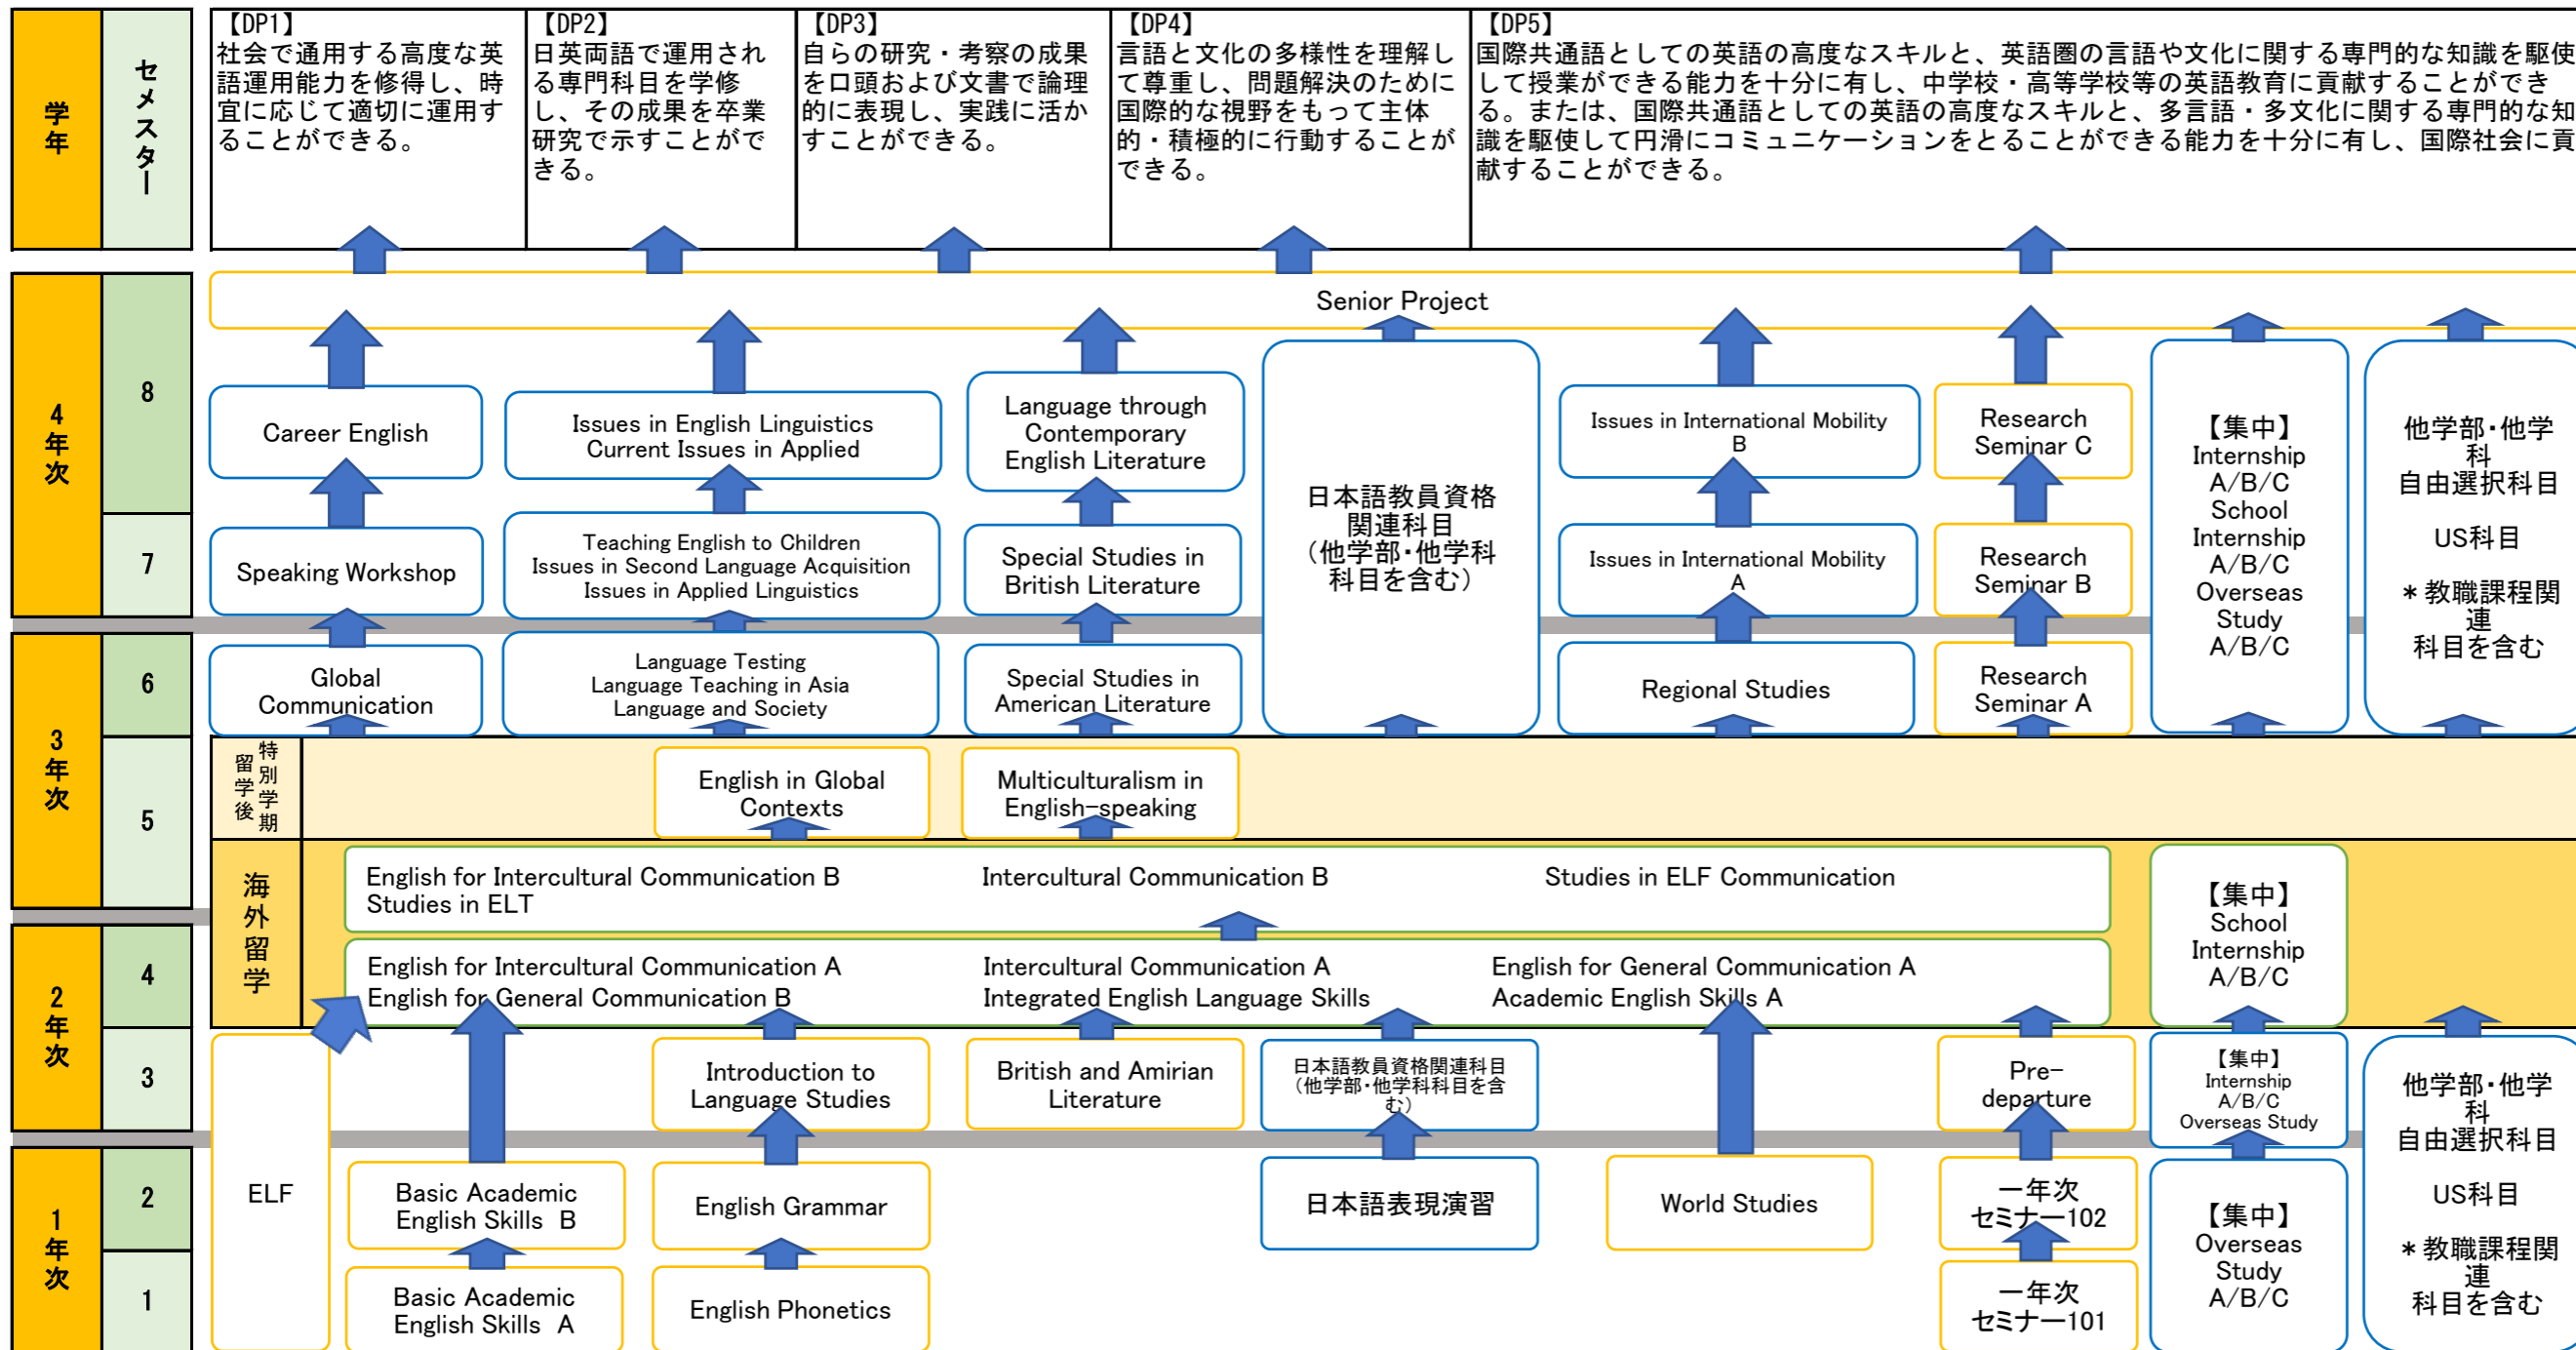 学年
セメスター
【DP1】
社会で通用する高度な英
語運用能力を修得し、時
宜に応じて適切に運用す
ることができる。
【DP2】
日英両語で運用され
る専門科目を学修
し、その成果を卒業
研究で示すことがで
きる。
【DP3】
自らの研究・考察の成果
を口頭および文書で論理
的に表現し、実践に活か
すことができる。
【DP4】
言語と文化の多様性を理解し
て尊重し、問題解決のために
国際的な視野をもって主体
的・積極的に行動することが
できる。
【DP5】
国際共通語としての英語の高度なスキルと、英語圏の言語や文化に関する専門的な知識を駆使
して授業ができる能力を十分に有し、中学校・高等学校等の英語教育に貢献することができ
る。または、国際共通語としての英語の高度なスキルと、多言語・多文化に関する専門的な知
識を駆使して円滑にコミュニケーションをとることができる能力を十分に有し、国際社会に貢
献することができる。
Senior Project
4年次
8
Career English
Issues in English Linguistics
Current Issues in Applied
Language through
Contemporary
English Literature
日本語教員資格
関連科目
（他学部・他学科
科目を含む）
Issues in International Mobility
B
Research
Seminar C
【集中】
Internship
A/B/C
School
Internship
A/B/C
Overseas
Study
A/B/C
他学部・他学
科
自由選択科目
US科目
＊教職課程関
連
科目を含む
7
Speaking Workshop
Teaching English to Children
Issues in Second Language Acquisition
Issues in Applied Linguistics
Special Studies in
British Literature
Issues in International Mobility
A
Research
Seminar B
3年次
6
Global
Communication
Language Testing
Language Teaching in Asia
Language and Society
Special Studies in
American Literature
Regional Studies
Research
Seminar A
5
特別学期
留学後
English in Global
Contexts
Multiculturalism in
English-speaking
海外留学
English for Intercultural Communication B
Intercultural Communication B
Studies in ELF Communication
Studies in ELT
【集中】
School
Internship
A/B/C
2年次
4
English for Intercultural Communication A
Intercultural Communication A
English for General Communication A
English for General Communication B
Integrated English Language Skills
Academic English Skills A
3
Introduction to
Language Studies
British and Amirian
Literature
日本語教員資格関連科目
（他学部・他学科科目を含
む）
Pre-
departure
【集中】
Internship
A/B/C
Overseas Study
他学部・他学
科
自由選択科目
US科目
＊教職課程関
連
科目を含む
1年次
2
ELF
Basic Academic
English Skills B
English Grammar
日本語表現演習
World Studies
一年次
セミナー102
【集中】
Overseas
Study
A/B/C
1
Basic Academic
English Skills A
English Phonetics
一年次
セミナー101